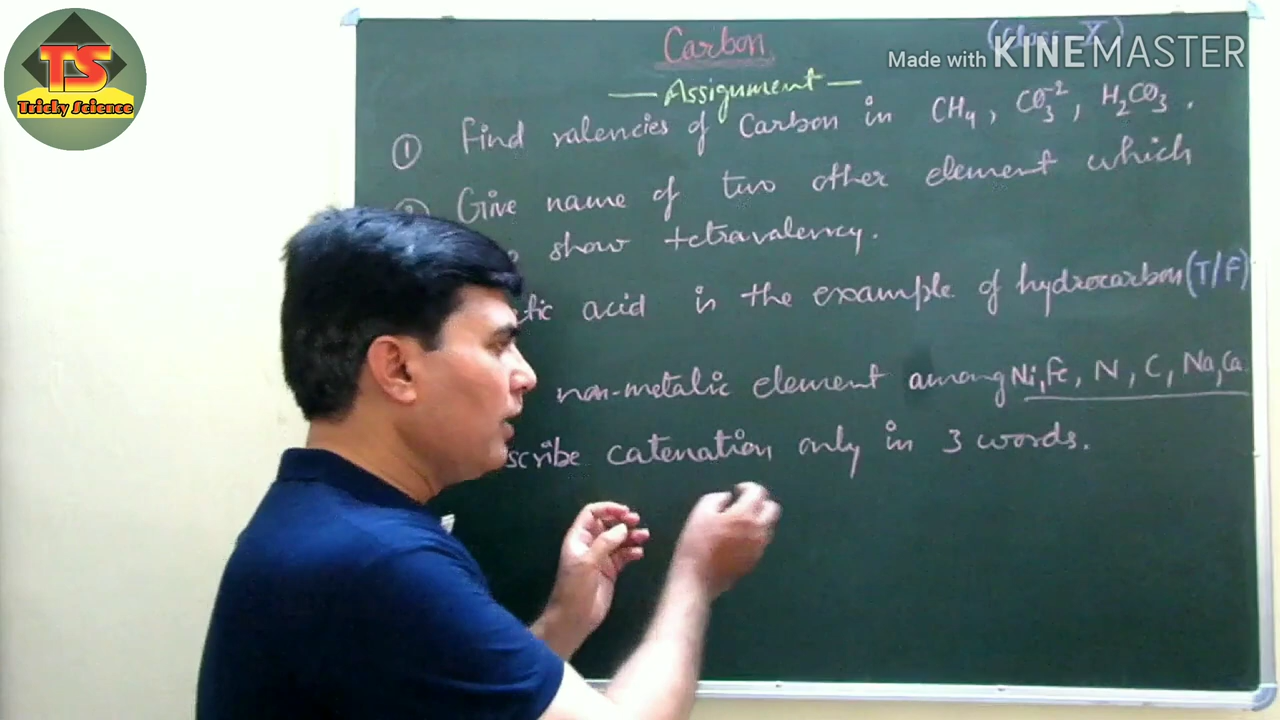 TS
Tricky Science
Carbon
(Class X)
Made with KINEMASTER
— Assignment —
① Find valencies of Carbon in CH₄, CO₃⁻², H₂CO₃.
Give name of two other element which
show tetravalency.
acid is the example of hydrocarbon (T/F)
non-metalic element among Ni, Fe, N, C, Na, Ca.
scribe catenation only in 3 words.